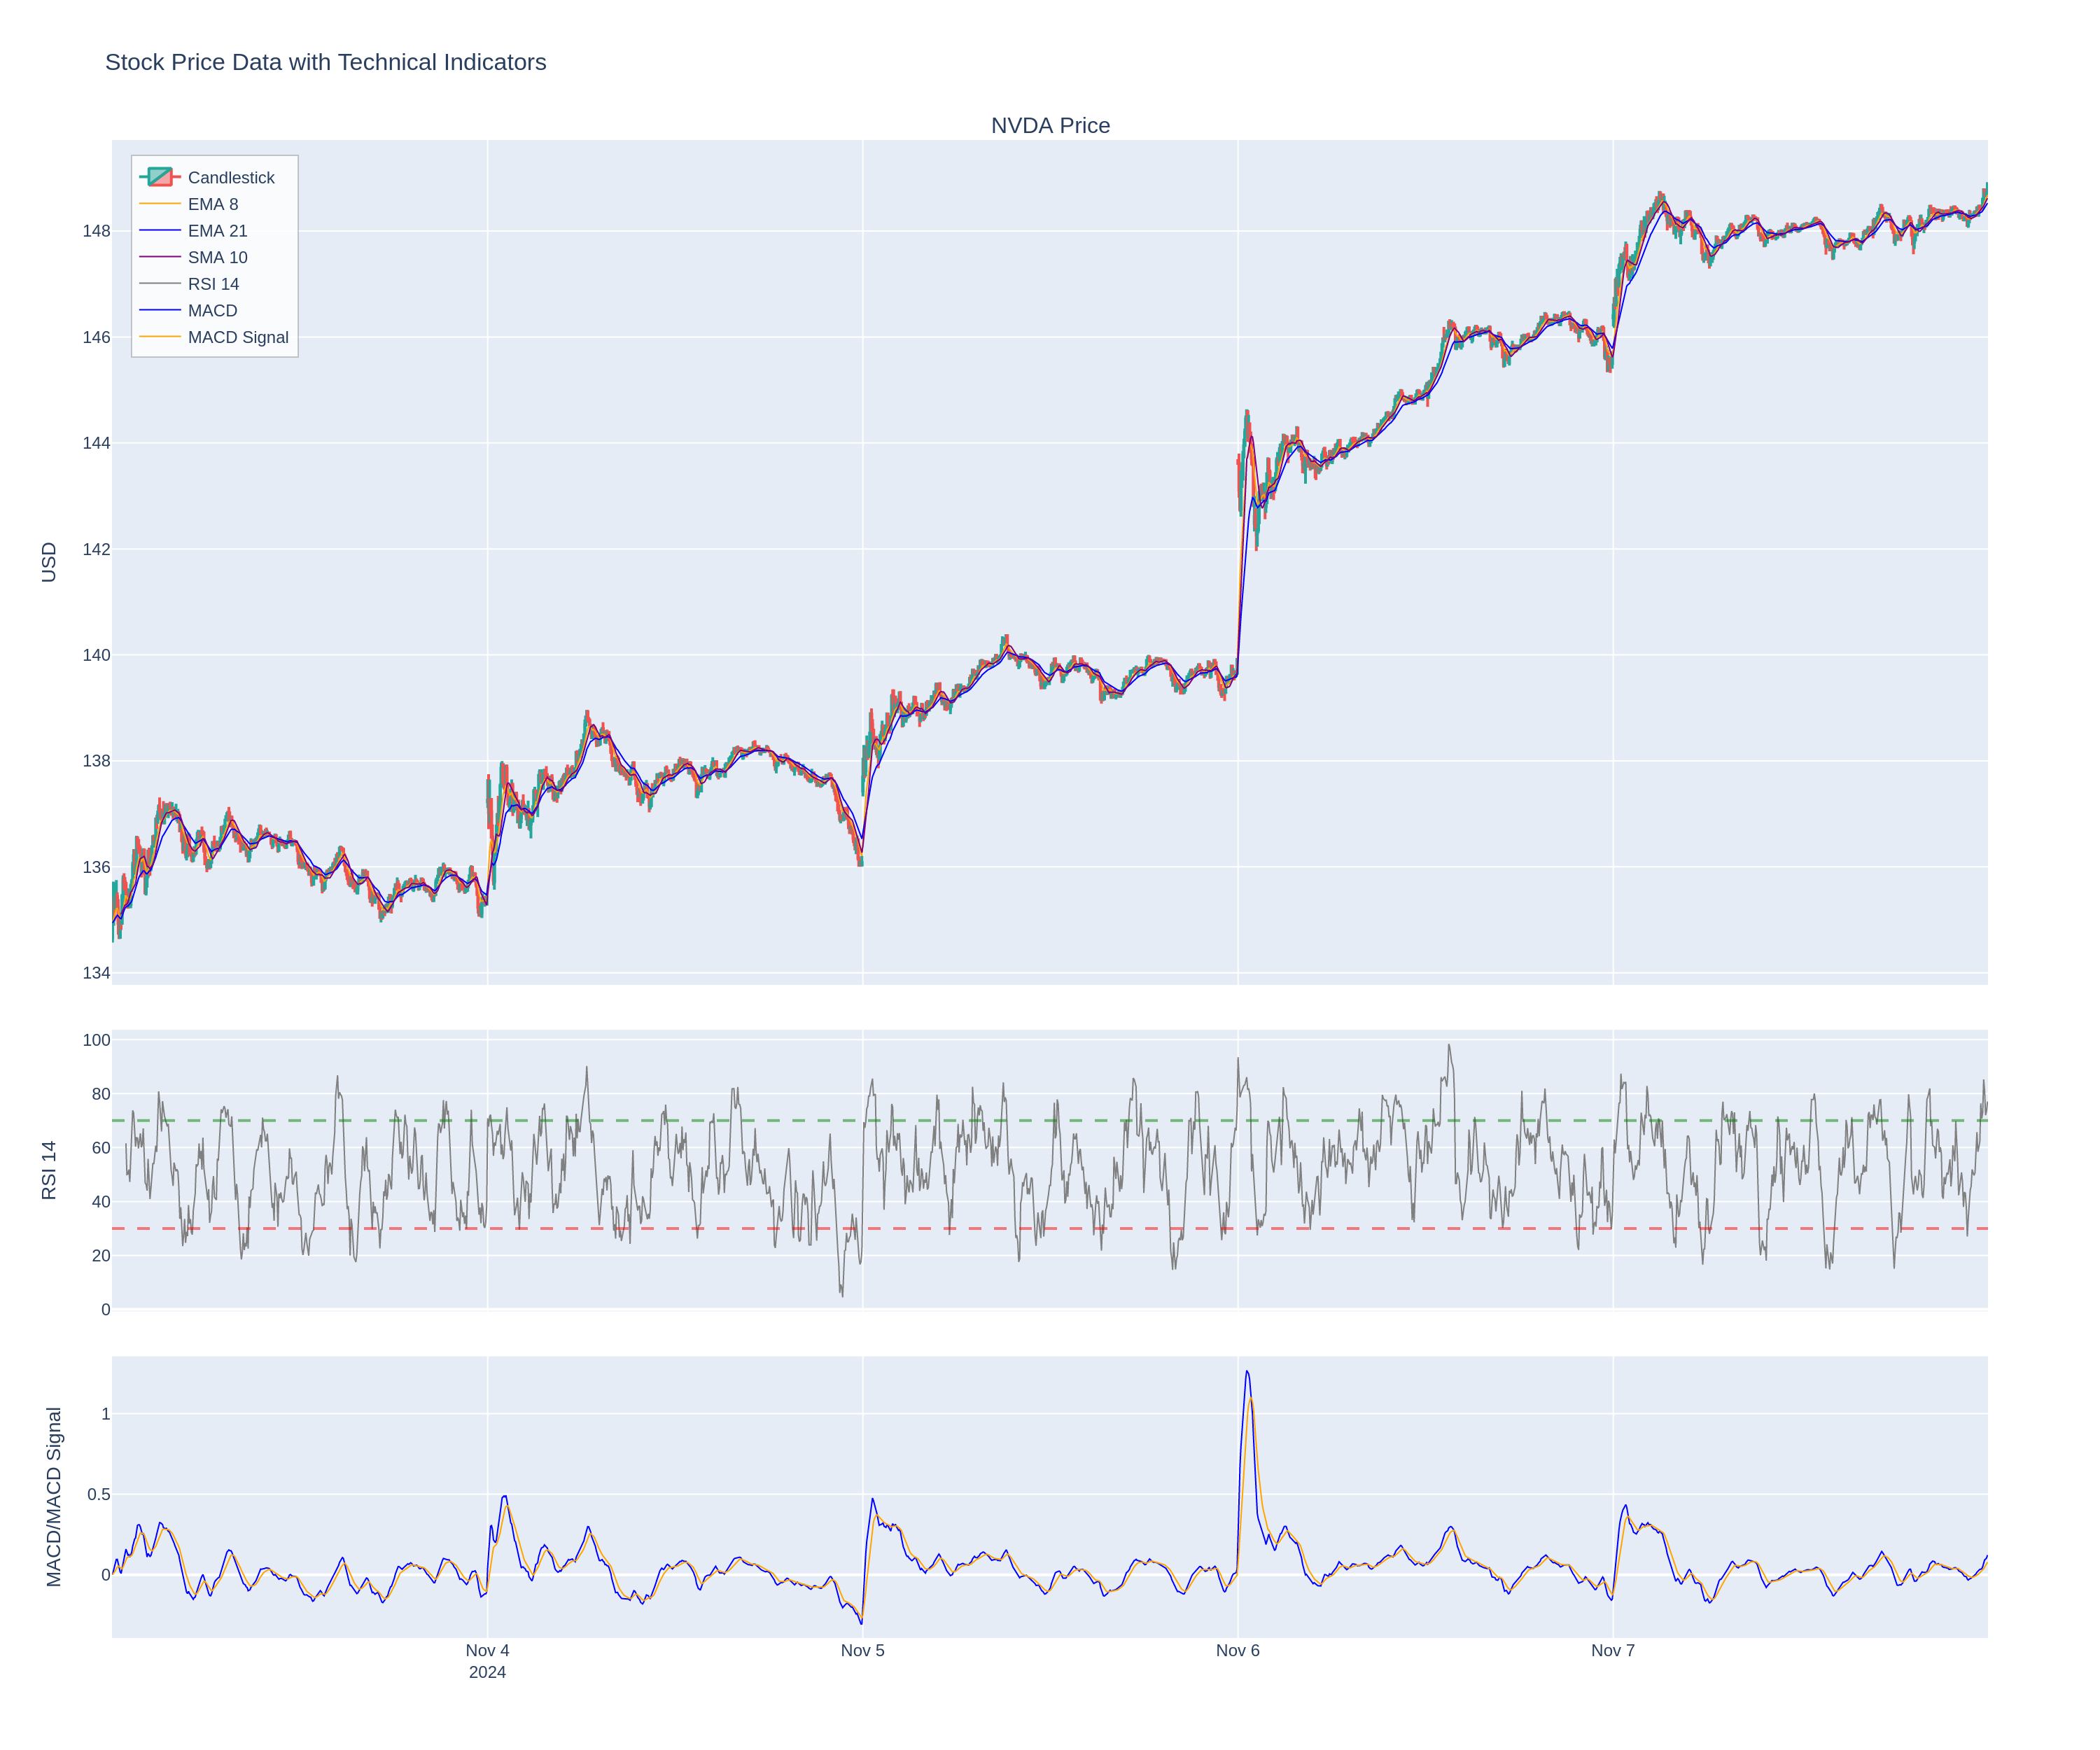 Stock Price Data with Technical Indicators
NVDA Price
Candlestick
EMA 8
EMA 21
SMA 10
RSI 14
MACD
MACD Signal
148
146
144
142
140
138
136
134
USD
100
80
60
40
20
0
RSI 14
1
0.5
0
MACD/MACD Signal
Nov 4
2024
Nov 5
Nov 6
Nov 7